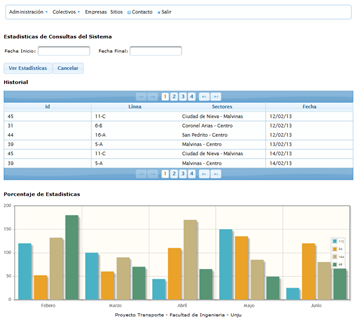 Administración Colectivos Empresas Sitios Contacto Salir
Estadisticas de Consultas del Sistema
Fecha Inicio: Fecha Final:
Ver Estadisticas Cancelar
Historial
1 2 3 4
id Linea Sectores Fecha
45 11-C Ciudad de Nieva - Malvinas 12/02/13
31 6-B Coronel Arias - Centro 12/02/13
44 16-A San Pedrito - Centro 12/02/13
39 5-A Malvinas - Centro 13/02/13
45 11-C Ciudad de Nieva - Malvinas 14/02/13
39 5-A Malvinas - Centro 14/02/13
1 2 3 4
Porcentaje de Estadisticas
200
150
100
50
0
Febrero Marzo Abril Mayo Junio
Proyecto Transporte - Facultad de Ingenieria - Unju